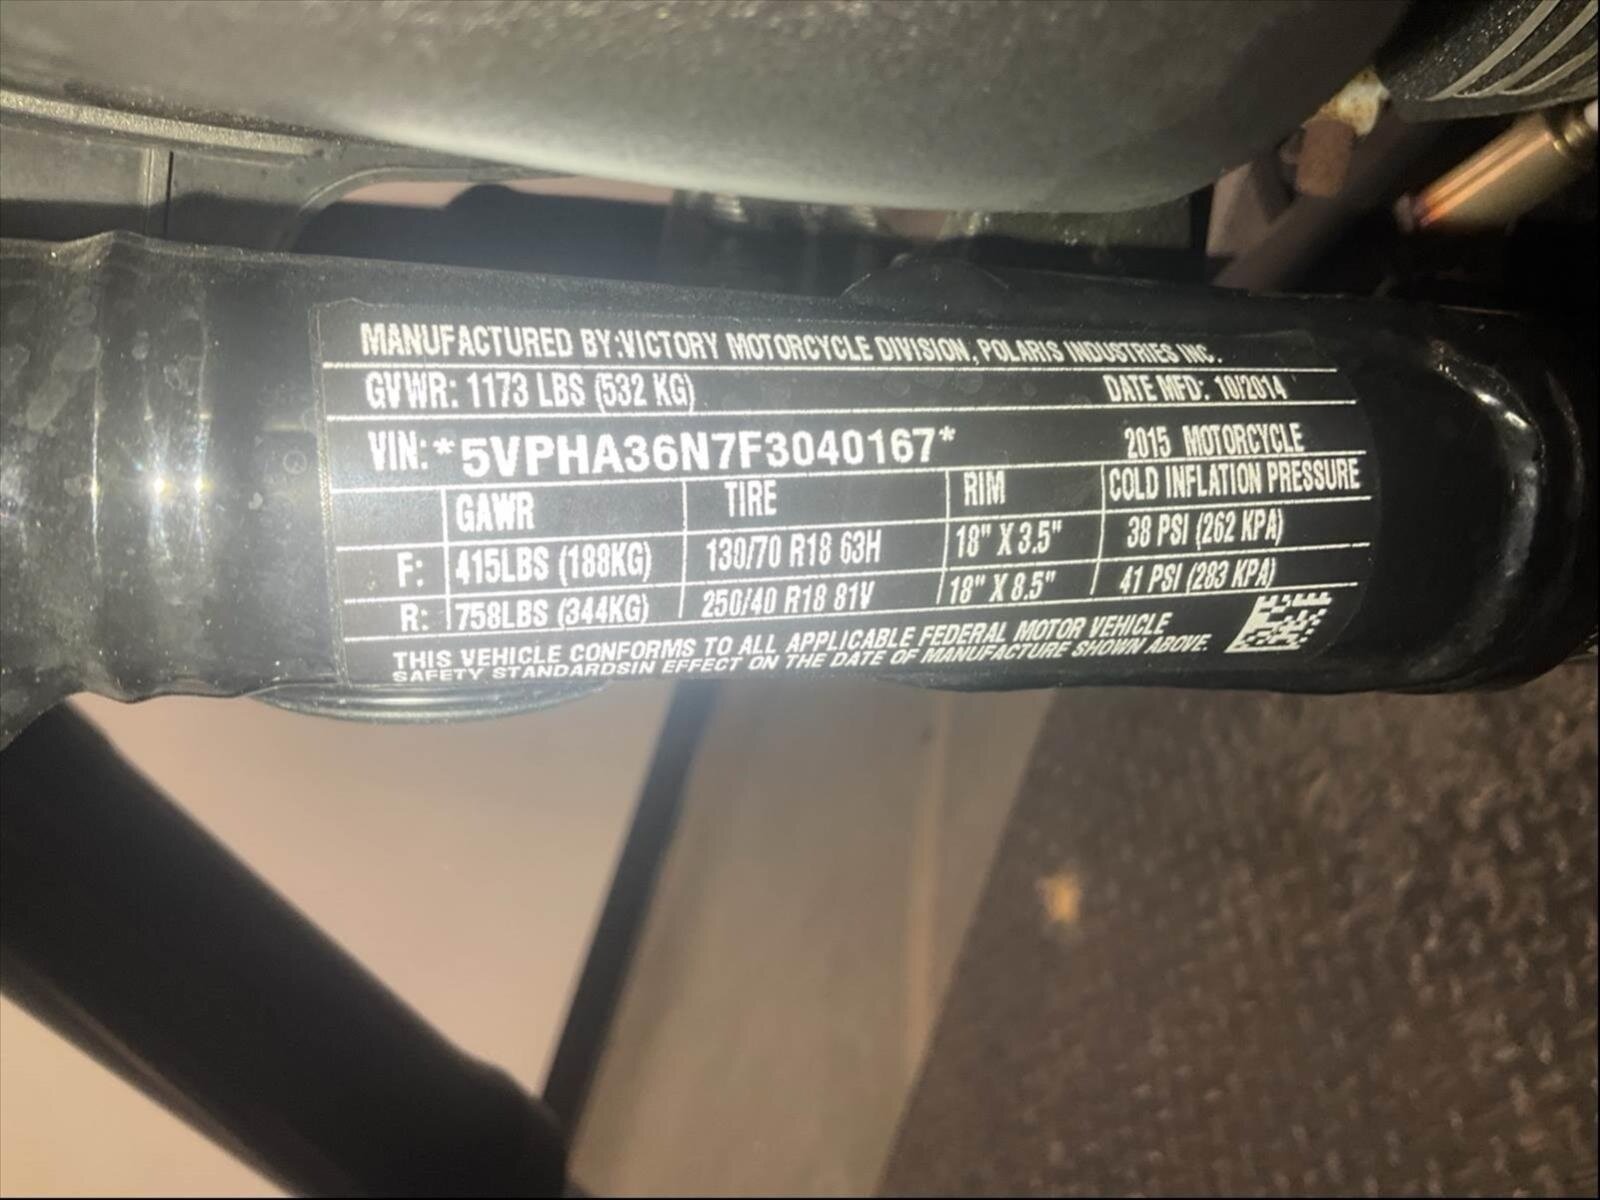 MANUFACTURED BY:VICTORY MOTORCYCLE DIVISION, POLARIS INDUSTRIES INC.
GVWR: 1173 LBS (532 KG) DATE MFD: 10/2014
VIN:*5VPHA36N7F3040167* 2015 MOTORCYCLE
GAWR TIRE RIM COLD INFLATION PRESSURE
F: 415LBS (188KG) 130/70 R18 63H 18" X 3.5" 38 PSI (262 KPA)
R: 758LBS (344KG) 250/40 R18 81V 18" X 8.5" 41 PSI (283 KPA)
THIS VEHICLE CONFORMS TO ALL APPLICABLE FEDERAL MOTOR VEHICLE
SAFETY STANDARDSIN EFFECT ON THE DATE OF MANUFACTURE SHOWN ABOVE.